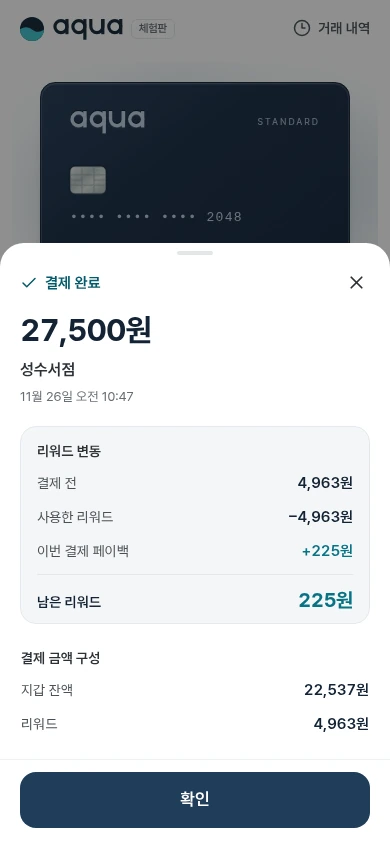 aqua 체험판 거래 내역
aqua STANDARD
•••• •••• •••• 2048
결제 완료
27,500원
성수서점
11월 26일 오전 10:47
리워드 변동
결제 전 4,963원
사용한 리워드 −4,963원
이번 결제 페이백 +225원
남은 리워드 225원
결제 금액 구성
지갑 잔액 22,537원
리워드 4,963원
확인